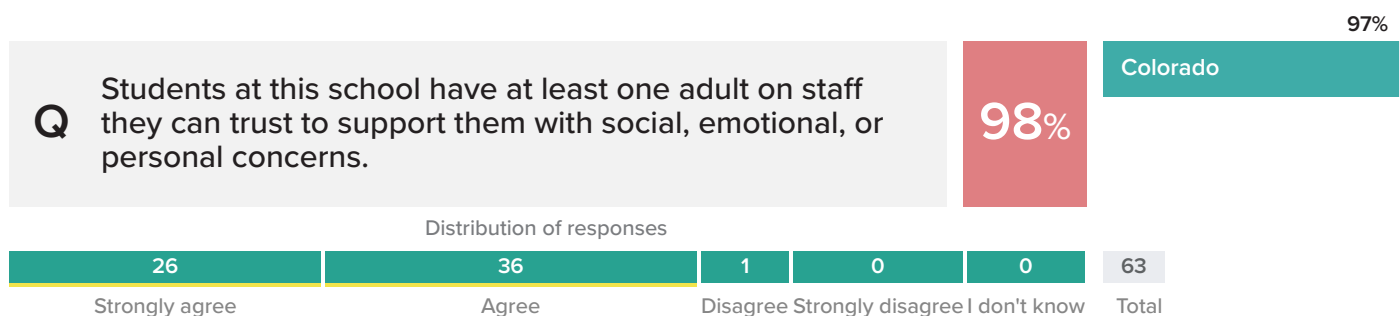 97%
Q
Students at this school have at least one adult on staff
they can trust to support them with social, emotional, or
personal concerns.
98%
Colorado
Distribution of responses
26 36 1 0 0 63
Strongly agree Agree Disagree Strongly disagree I don't know Total